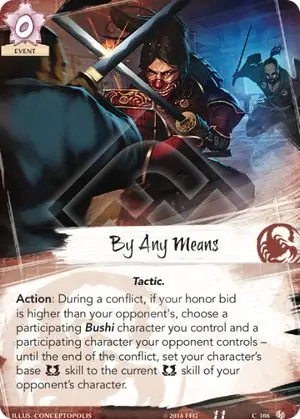 0
EVENT
By Any Means
Tactic.
Action: During a conflict, if your honor bid
is higher than your opponent's, choose a
participating Bushi character you control and a
participating character your opponent controls –
until the end of the conflict, set your character's
base skill to the current skill of your
opponent's character.
ILLUS. CONCEPTOPOLIS
©2018 FFG
C 108